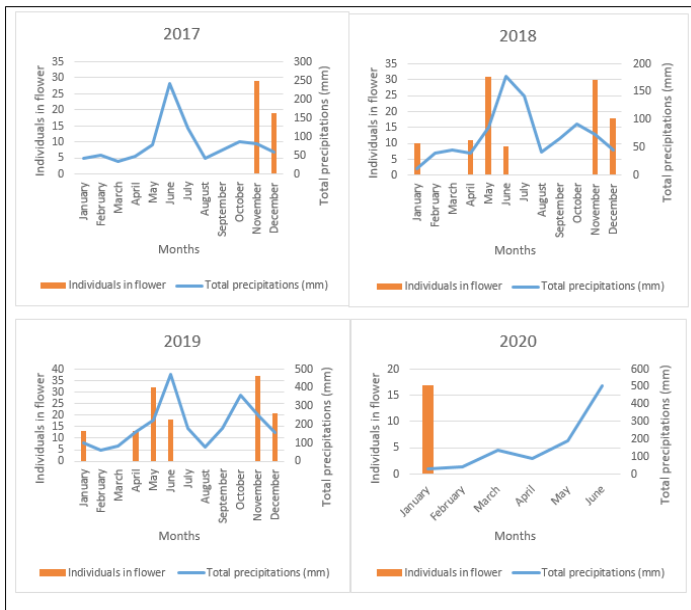 2017
Individuals in flower
35
30
25
20
15
10
5
0
300
250
200
150
100
50
0
Total precipitations (mm)
January
February
March
April
May
June
July
August
September
October
November
December
Months
Individuals in flower
Total precipitations (mm)
2018
Individuals in flower
35
30
25
20
15
10
5
0
200
150
100
50
0
Total precipitations (mm)
January
February
March
April
May
June
July
August
September
October
November
December
Months
Individuals in flower
Total precipitations (mm)
2019
Individuals in flower
40
35
30
25
20
15
10
5
0
500
400
300
200
100
0
Total precipitations (mm)
January
February
March
April
May
June
July
August
September
October
November
December
Months
Individuals in flower
Total precipitations (mm)
2020
Individuals in flower
20
15
10
5
0
600
500
400
300
200
100
0
Total precipitations (mm)
January
February
March
April
May
June
Months
Individuals in flower
Total precipitations (mm)